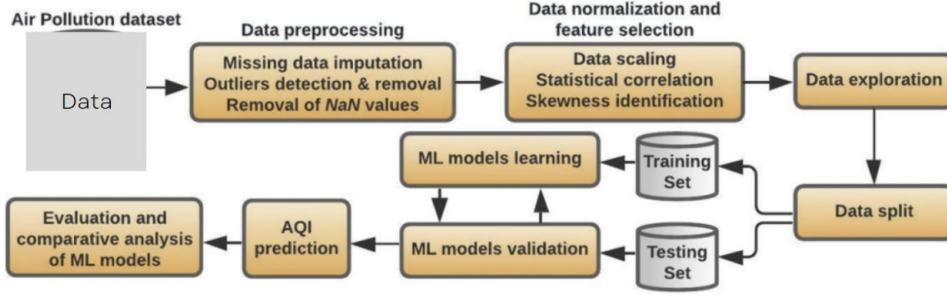 Air Pollution dataset
Data
Data preprocessing
Missing data imputation
Outliers detection & removal
Removal of NaN values
Data normalization and
feature selection
Data scaling
Statistical correlation
Skewness identification
Data exploration
Data split
Training
Set
Testing
Set
ML models learning
ML models validation
AQI
prediction
Evaluation and
comparative analysis
of ML models